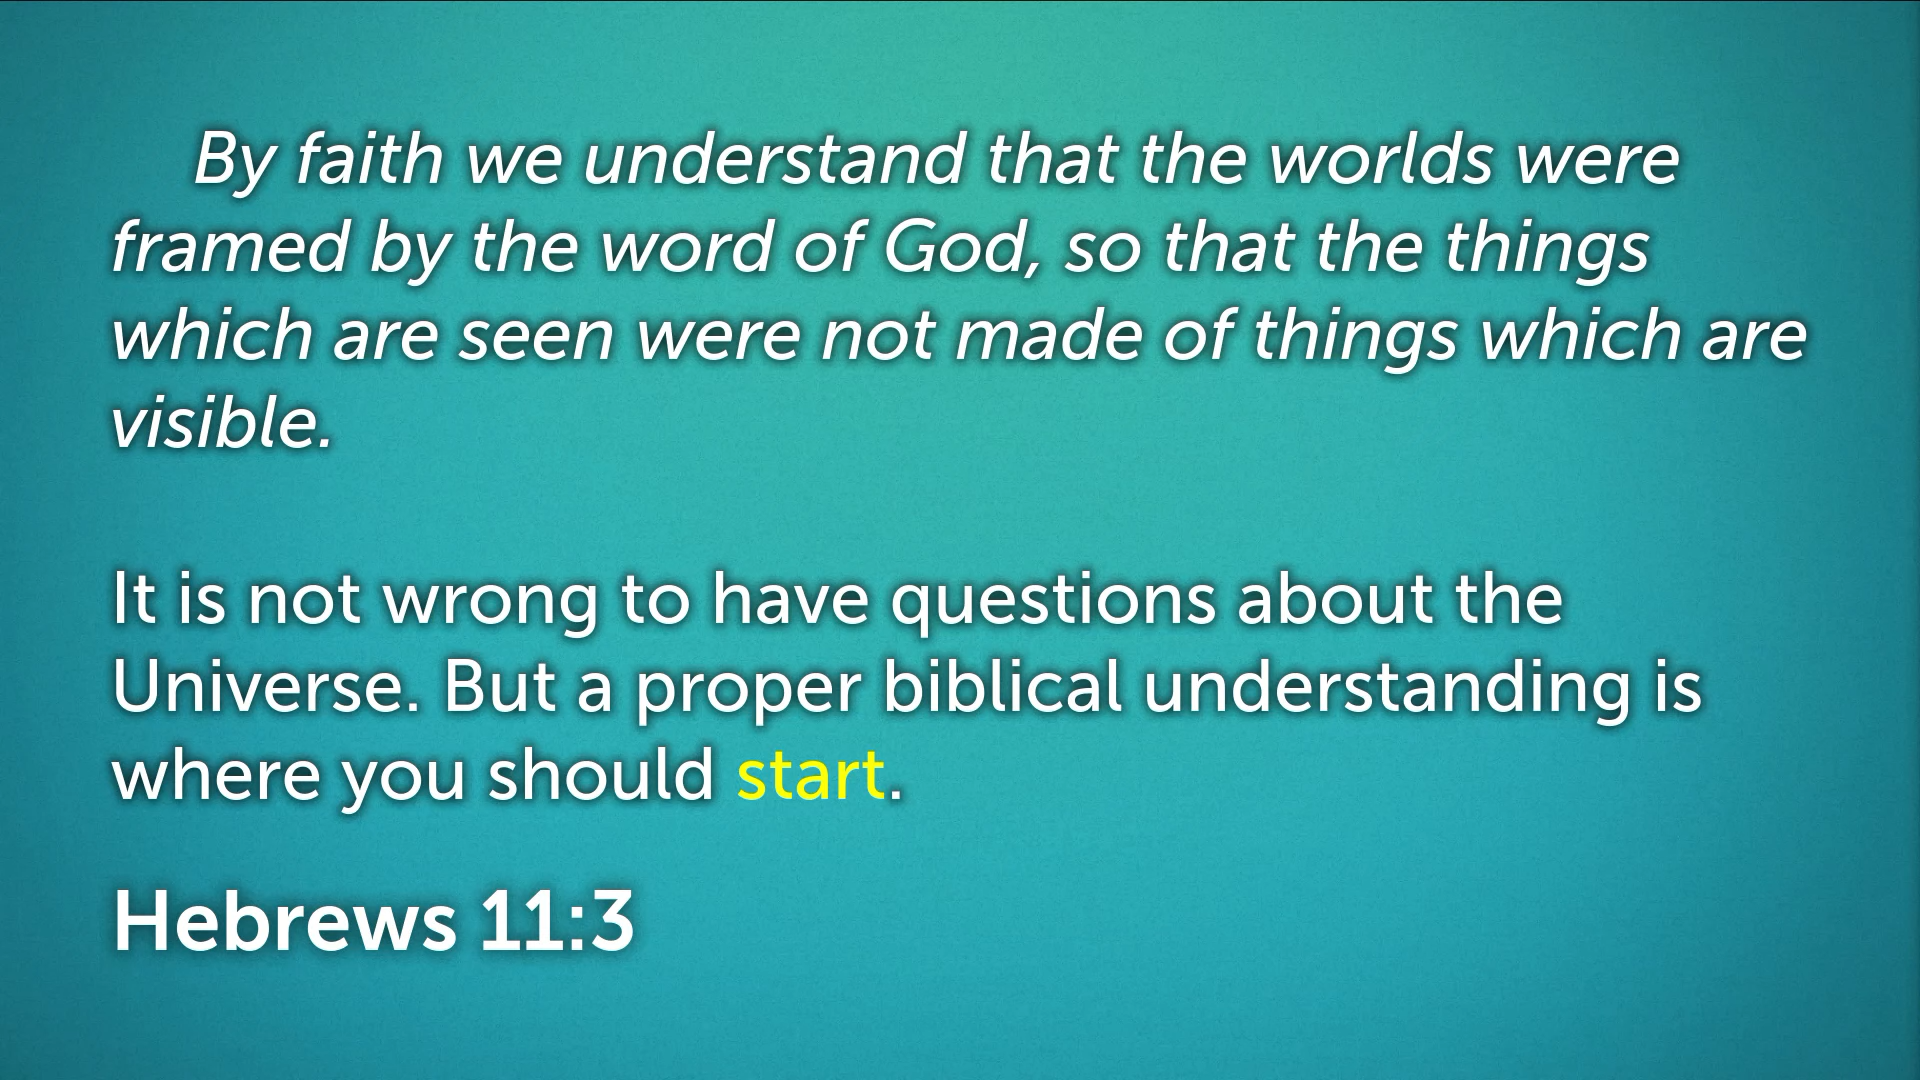 By faith we understand that the worlds were
framed by the word of God, so that the things
which are seen were not made of things which are
visible.
It is not wrong to have questions about the
Universe. But a proper biblical understanding is
where you should start.
Hebrews 11:3